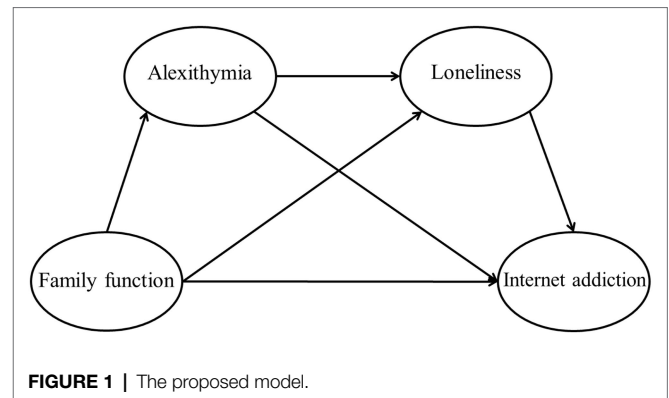 Alexithymia
Loneliness
Family function
Internet addiction
FIGURE 1 | The proposed model.